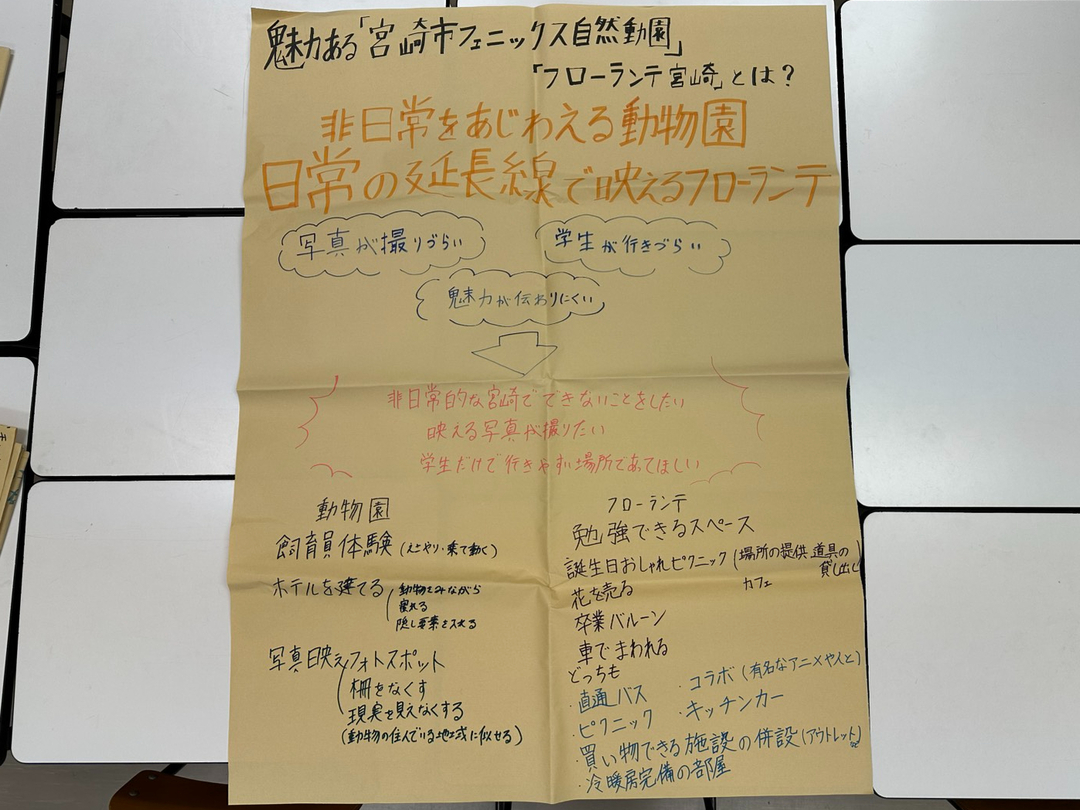 魅力ある「宮崎市フェニックス自然動園」
「フローランテ宮崎」とは?
非日常をあじわえる動物園
日常の延長線で映えるフローランテ
写真が撮りづらい
学生が行きづらい
魅力が伝わりにくい
非日常的な宮崎でできないことをしたい
映える写真が撮りたい
学生だけで行きやすい場所であってほしい
動物園
飼育員体験(えさやり・乗て動く)
ホテルを建てる
動物をみながら
寝れる
隠し要素を入れる
写真映えフォトスポット
柵をなくす
現実を見えなくする
(動物の住んでいる地域に似せる)
フローランテ
勉強できるスペース
誕生日おしゃれピクニック(場所の提供 道具の
貸し出し
カフェ
花を売る
卒業バルーン
車でまわれる
どっちも
・直通バス
・コラボ(有名なアニメや人と)
・ピクニック
・キッチンカー
・買い物できる施設の併設(アウトレット)など
・冷暖房完備の部屋